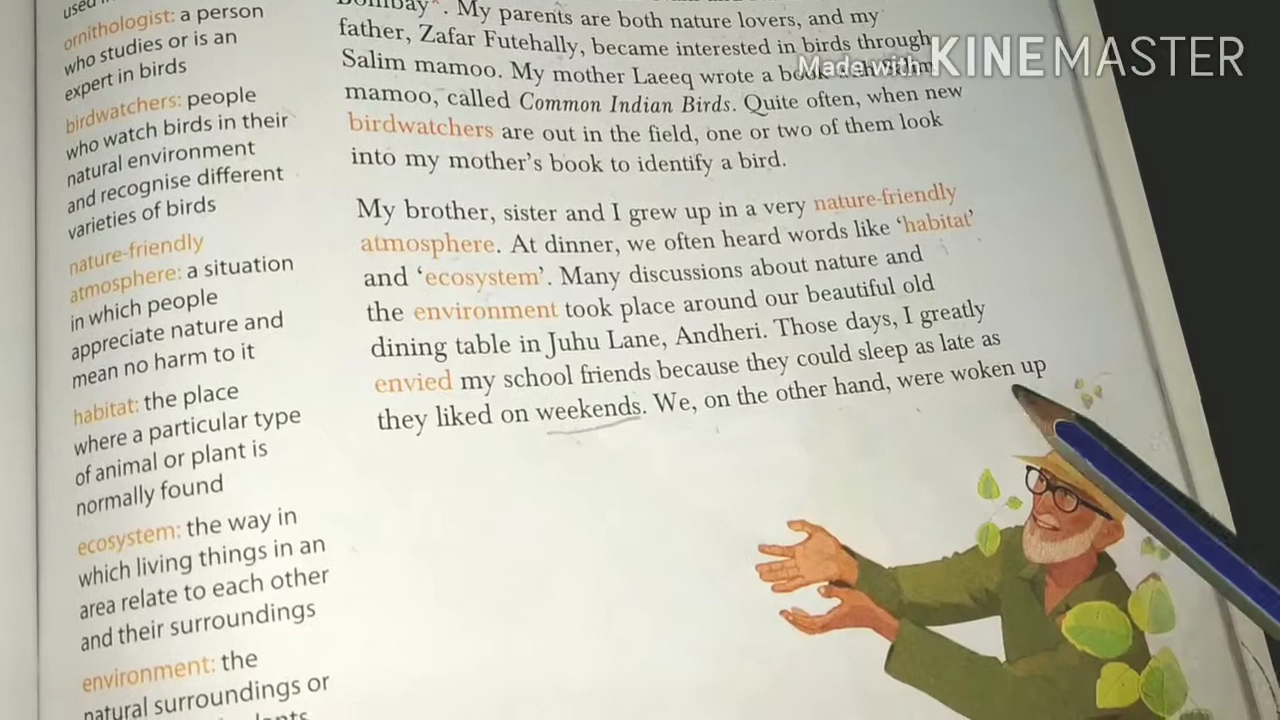 used in
ornithologist: a person
who studies or is an
expert in birds
birdwatchers: people
who watch birds in their
natural environment
and recognise different
varieties of birds
nature-friendly
atmosphere: a situation
in which people
appreciate nature and
mean no harm to it
habitat: the place
where a particular type
of animal or plant is
normally found
ecosystem: the way in
which living things in an
area relate to each other
and their surroundings
environment: the
natural surroundings or
Bombay*. My parents are both nature lovers, and my
father, Zafar Futehally, became interested in birds through
Salim mamoo. My mother Laeeq wrote a book
mamoo, called Common Indian Birds. Quite often, when new
birdwatchers are out in the field, one or two of them look
into my mother's book to identify a bird.
My brother, sister and I grew up in a very nature-friendly
atmosphere. At dinner, we often heard words like 'habitat'
and 'ecosystem'. Many discussions about nature and
the environment took place around our beautiful old
dining table in Juhu Lane, Andheri. Those days, I greatly
envied my school friends because they could sleep as late as
they liked on weekends. We, on the other hand, were woken up
Made with KINEMASTER